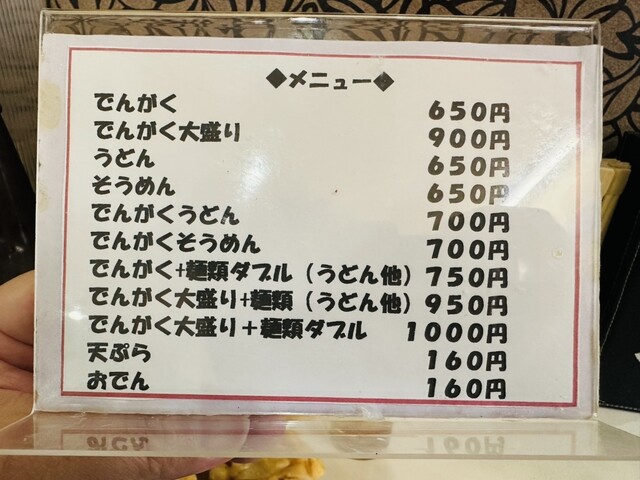 ◆メニュー◆
でんがく 650円
でんがく大盛り 900円
うどん 650円
そうめん 650円
でんがくうどん 700円
でんがくそうめん 700円
でんがく+麺類ダブル（うどん他） 750円
でんがく大盛り+麺類（うどん他） 950円
でんがく大盛り＋麺類ダブル 1000円
天ぷら 160円
おでん 160円